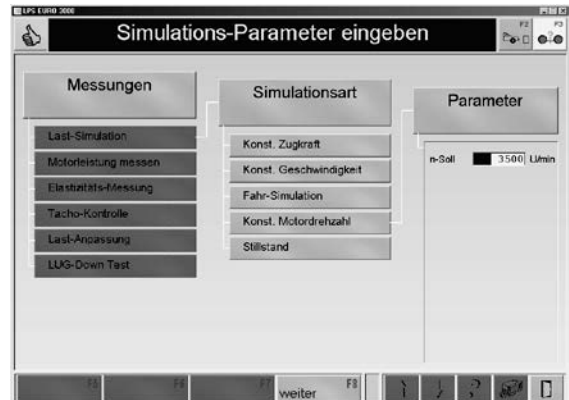 LPS EURO 3000
Simulations-Parameter eingeben
F2
F3
Messungen
Simulationsart
Parameter
Last-Simulation
Motorleistung messen
Elastizitäts-Messung
Tacho-Kontrolle
Last-Anpassung
LUG-Down Test
Konst. Zugkraft
Konst. Geschwindigkeit
Fahr-Simulation
Konst. Motordrehzahl
Stillstand
n-Soll 3500 U/min
F5
F6
F7
weiter F8